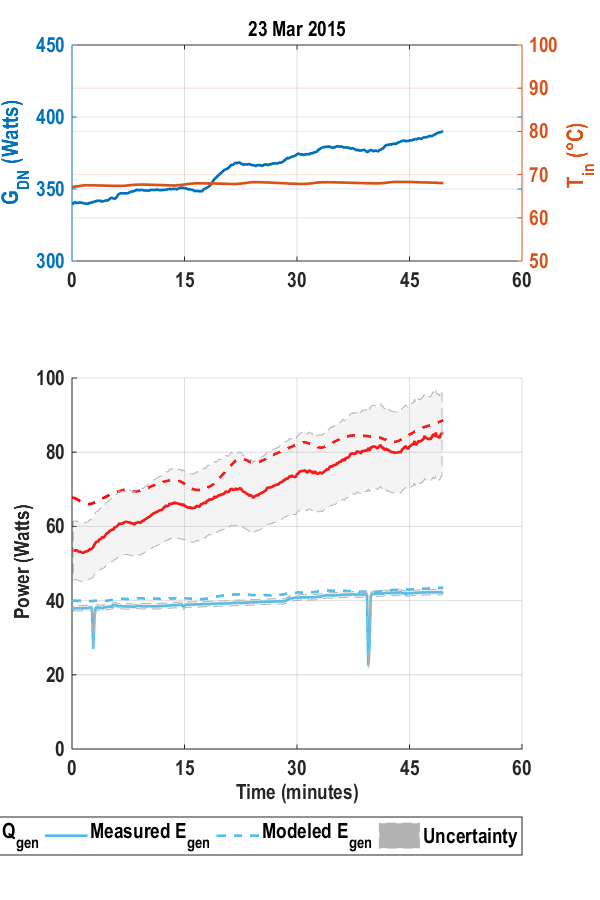 23 Mar 2015
450
400
350
300
G_DN (Watts)
100
90
80
70
60
50
T_in (°C)
0 15 30 45 60
100
80
60
40
20
0
Power (Watts)
0 15 30 45 60
Time (minutes)
Q_gen Measured E_gen Modeled E_gen Uncertainty